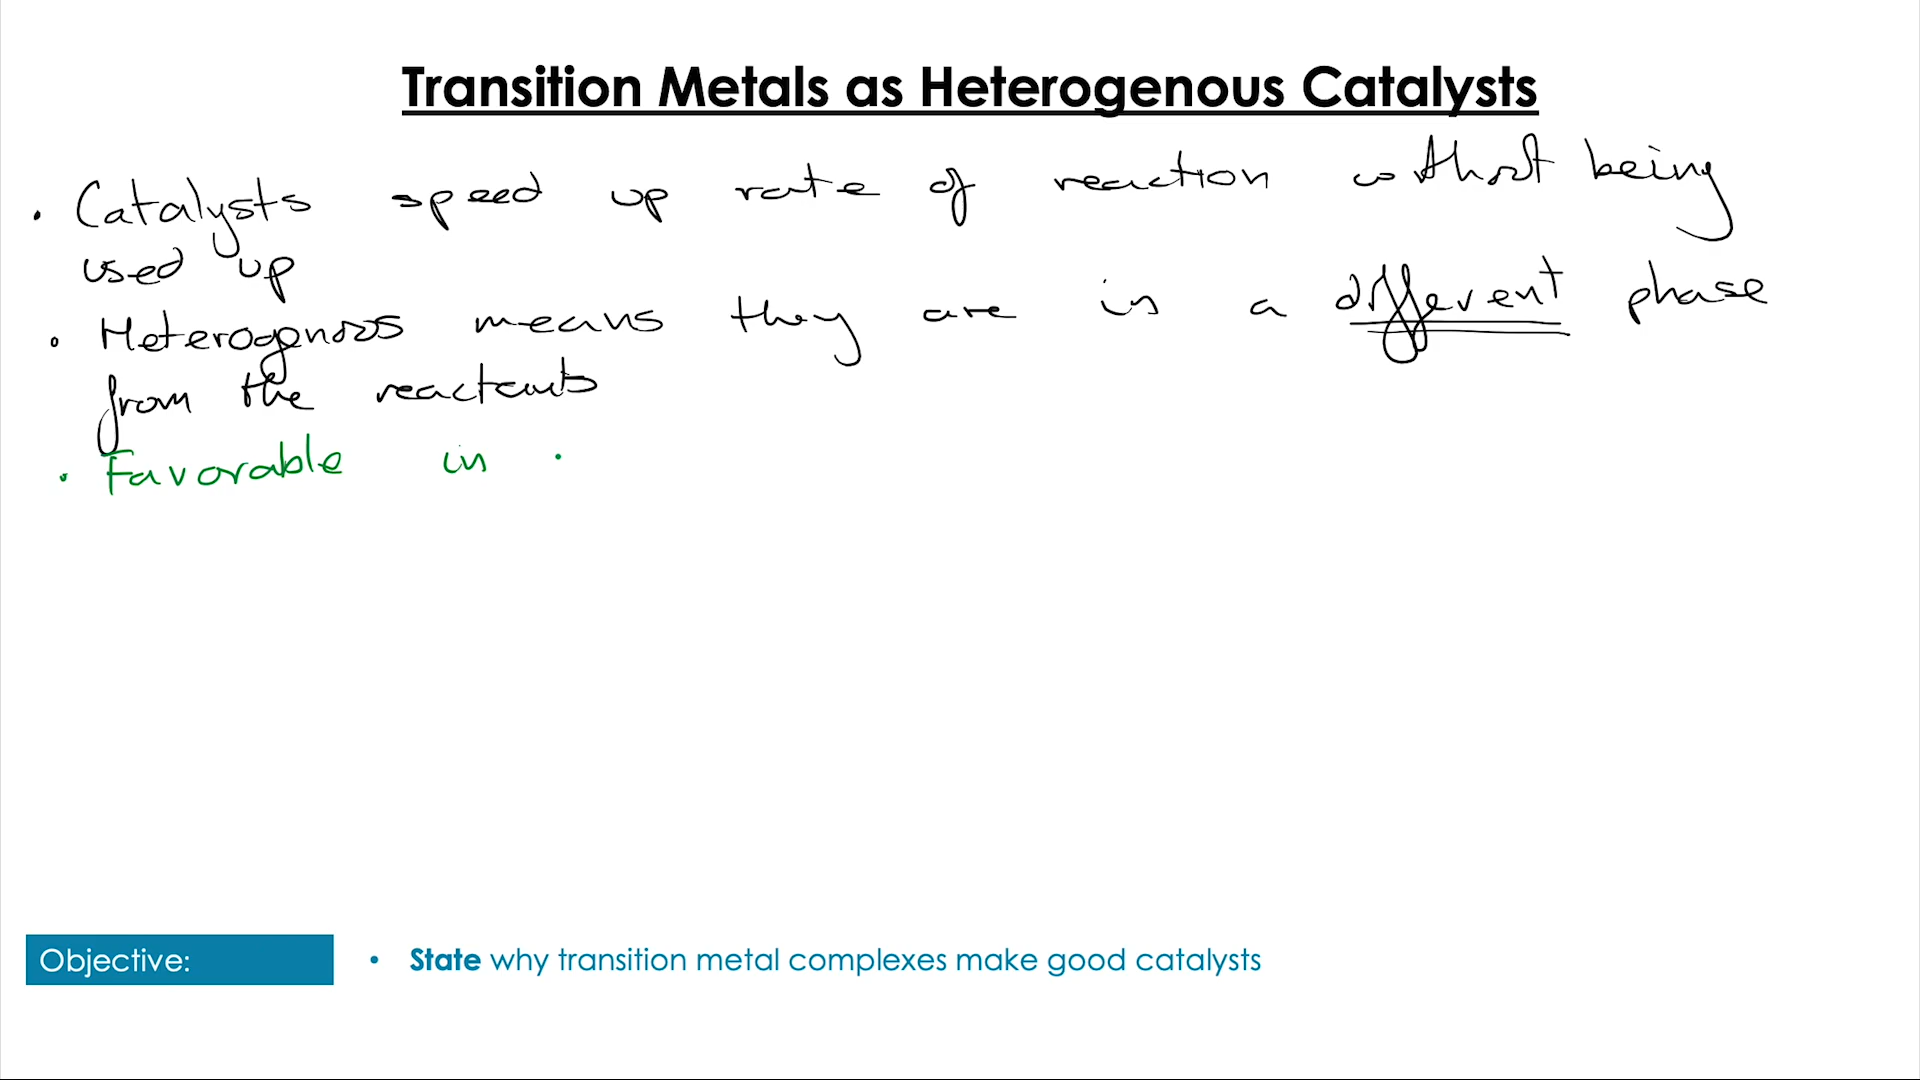 Transition Metals as Heterogenous Catalysts
• Catalysts speed up rate of reaction without being
used up
• Heterogenous means they are in a different phase
from the reactants
• Favorable in
Objective:
• State why transition metal complexes make good catalysts